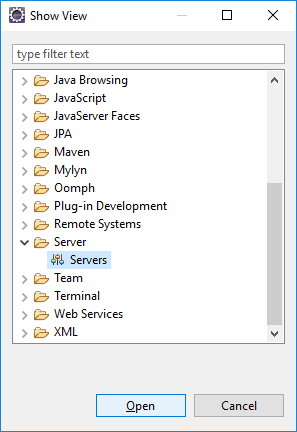 Show View
type filter text
Java Browsing
JavaScript
JavaServer Faces
JPA
Maven
Mylyn
Oomph
Plug-in Development
Remote Systems
Server
Servers
Team
Terminal
Web Services
XML
Open
Cancel